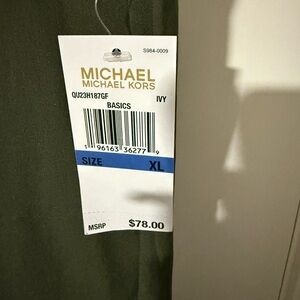 S984-0009
MICHAEL
MICHAEL KORS
QU23H187GF IVY
BASICS
1 96163 36277 9
SIZE XL
MSRP $78.00